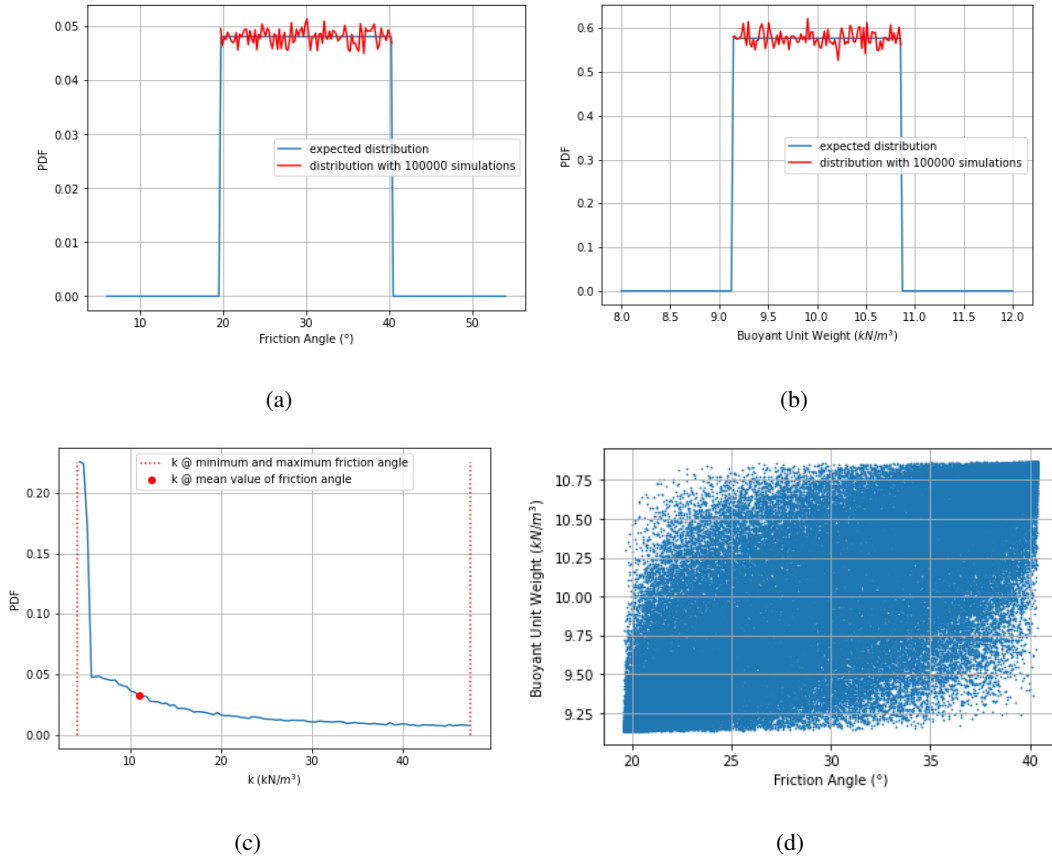 0.05
0.04
0.03
0.02
0.01
0.00
PDF
expected distribution
distribution with 100000 simulations
10 20 30 40 50
Friction Angle (°)
(a)
0.6
0.5
0.4
0.3
0.2
0.1
0.0
PDF
expected distribution
distribution with 100000 simulations
8.0 8.5 9.0 9.5 10.0 10.5 11.0 11.5 12.0
Buoyant Unit Weight (kN/m³)
(b)
0.20
0.15
0.10
0.05
0.00
PDF
k @ minimum and maximum friction angle
k @ mean value of friction angle
10 20 30 40
k (kN/m³)
(c)
10.75
10.50
10.25
10.00
9.75
9.50
9.25
Buoyant Unit Weight (kN/m³)
20 25 30 35 40
Friction Angle (°)
(d)